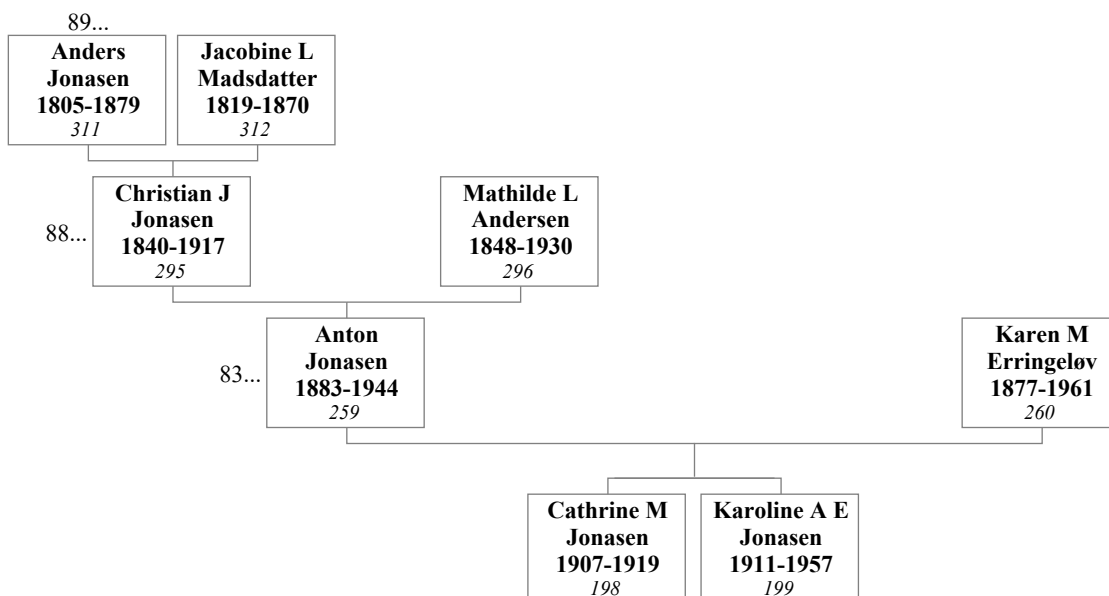 89...
Anders
Jonasen
1805-1879
311
Jacobine L
Madsdatter
1819-1870
312
88...
Christian J
Jonasen
1840-1917
295
Mathilde L
Andersen
1848-1930
296
83...
Anton
Jonasen
1883-1944
259
Karen M
Erringeløv
1877-1961
260
Cathrine M
Jonasen
1907-1919
198
Karoline A E
Jonasen
1911-1957
199